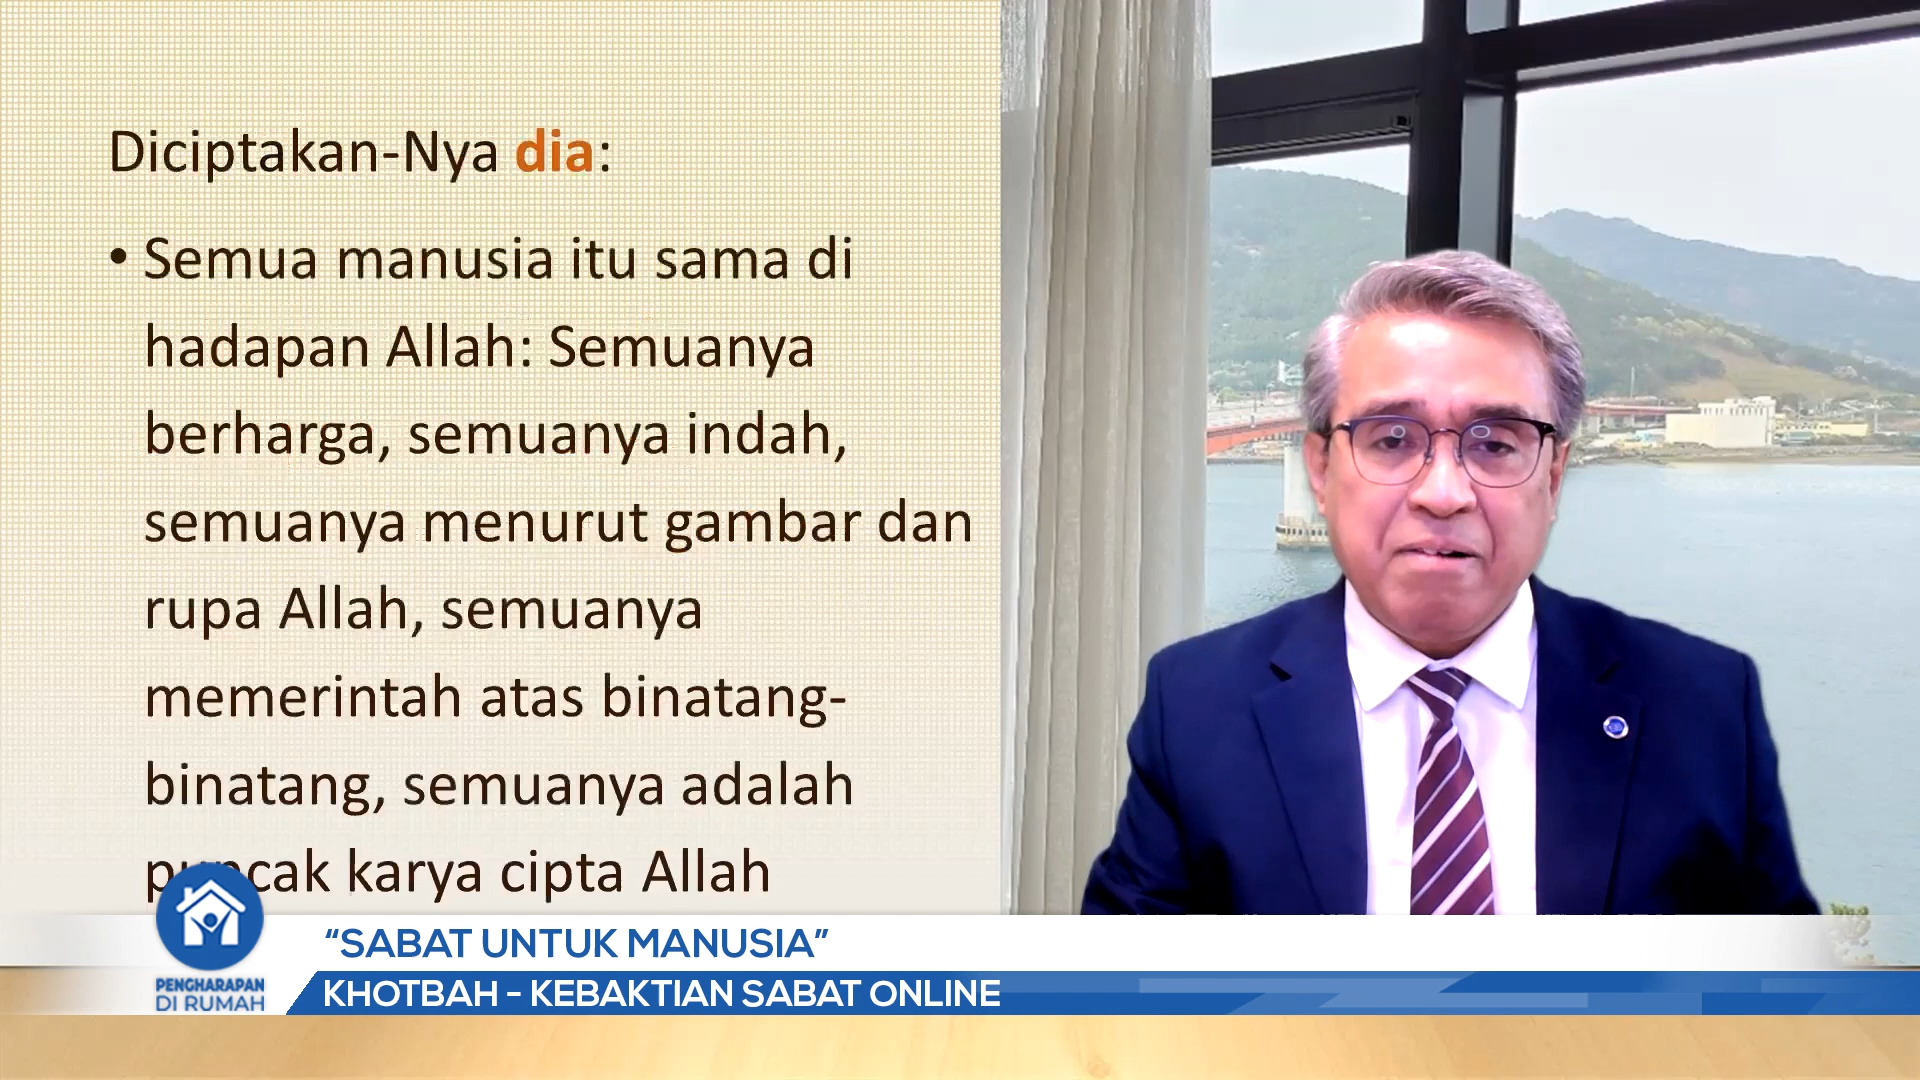 Diciptakan-Nya dia:
• Semua manusia itu sama di
hadapan Allah: Semuanya
berharga, semuanya indah,
semuanya menurut gambar dan
rupa Allah, semuanya
memerintah atas binatang-
binatang, semuanya adalah
puncak karya cipta Allah
“SABAT UNTUK MANUSIA”
KHOTBAH - KEBAKTIAN SABAT ONLINE
PENGHARAPAN
DI RUMAH